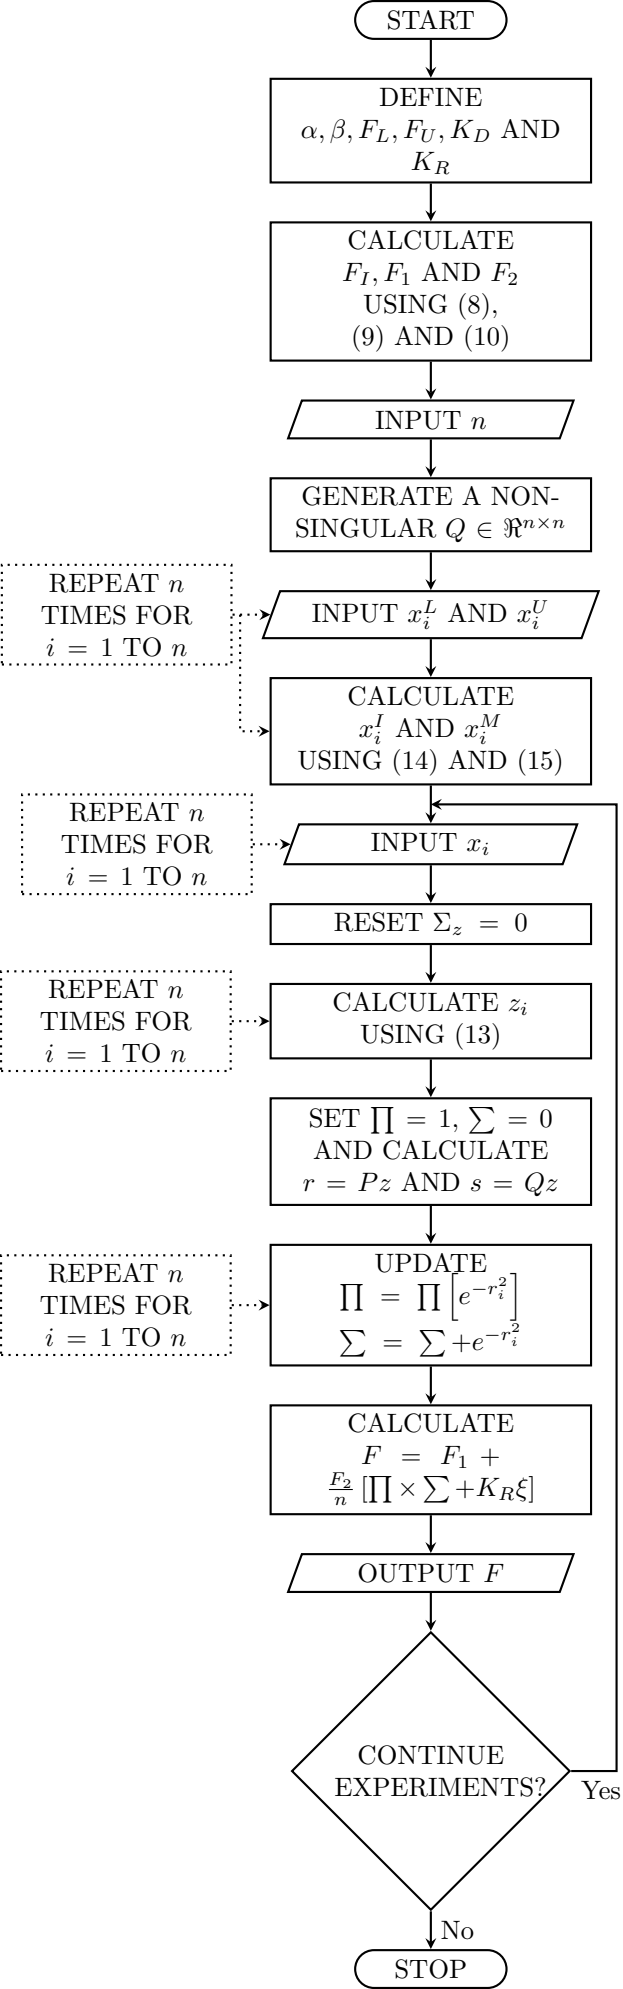 START
DEFINE
α, β, F_L, F_U, K_D AND
K_R
CALCULATE
F_I, F_1 AND F_2
USING (8),
(9) AND (10)
INPUT n
GENERATE A NON-
SINGULAR Q ∈ ℜ^{n×n}
REPEAT n
TIMES FOR
i = 1 TO n
INPUT x_i^L AND x_i^U
CALCULATE
x_i^I AND x_i^M
USING (14) AND (15)
REPEAT n
TIMES FOR
i = 1 TO n
INPUT x_i
RESET Σ_z = 0
REPEAT n
TIMES FOR
i = 1 TO n
CALCULATE z_i
USING (13)
SET ∏ = 1, ∑ = 0
AND CALCULATE
r = Pz AND s = Qz
REPEAT n
TIMES FOR
i = 1 TO n
UPDATE
∏ = ∏ [e^{-r_i^2}]
∑ = ∑ +e^{-r_i^2}
CALCULATE
F = F_1 +
\frac{F_2}{n} [∏ × ∑ +K_R ξ]
OUTPUT F
CONTINUE
EXPERIMENTS?
Yes
No
STOP